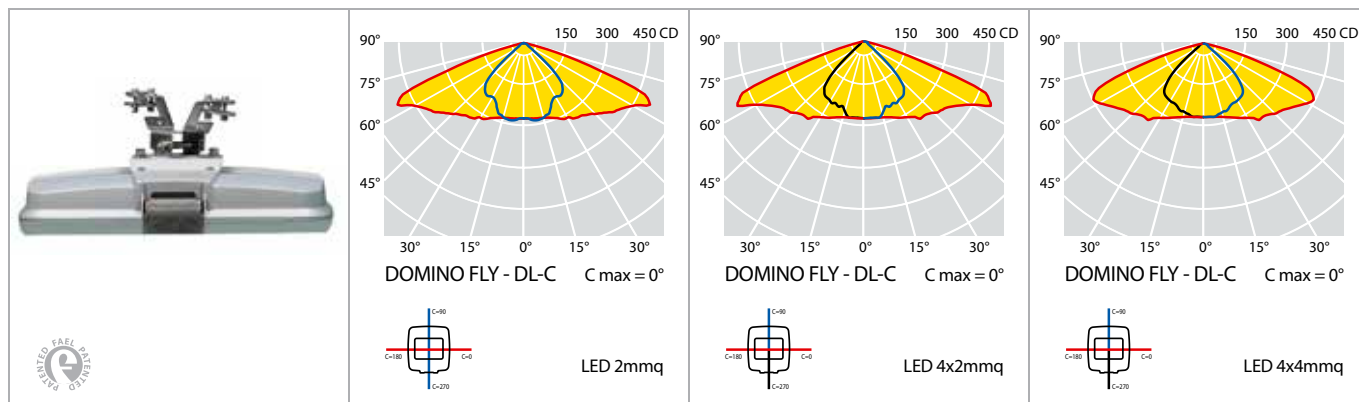 PATENTED FAEL PATENTED
150 300 450 CD
90°
75°
60°
45°
30° 15° 0° 15° 30°
DOMINO FLY - DL-C C max = 0°
C=90
C=180 C=0
C=270
LED 2mmq
150 300 450 CD
90°
75°
60°
45°
30° 15° 0° 15° 30°
DOMINO FLY - DL-C C max = 0°
C=90
C=180 C=0
C=270
LED 4x2mmq
150 300 450 CD
90°
75°
60°
45°
30° 15° 0° 15° 30°
DOMINO FLY - DL-C C max = 0°
C=90
C=180 C=0
C=270
LED 4x4mmq